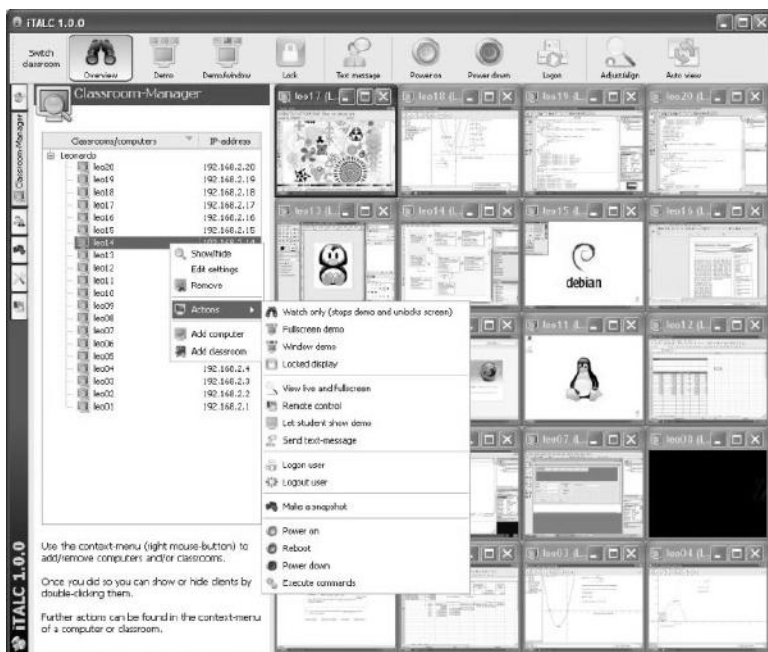 iTALC 1.0.0
Switch
classroom
Overview
Demo
Demo/window
Lock
Text message
Power on
Power down
Logon
Adjust/align
Auto view
Classroom-Manager
Classroom-Manager
Classrooms/computers IP-address
Leonardo
leo20 192.168.2.20
leo19 192.168.2.19
leo18 192.168.2.18
leo17 192.168.2.17
leo16 192.168.2.16
leo15 192.168.2.15
leo14 192.168.2.14
leo13
leo12
leo11
leo10
leo09
leo08
leo07
leo06
leo05
leo04 192.168.2.4
leo03 192.168.2.3
leo02 192.168.2.2
leo01 192.168.2.1
Show/hide
Edit settings
Remove
Actions
Add computer
Add classroom
Watch only (stops demo and unlocks screen)
Fullscreen demo
Window demo
Locked display
View live and fullscreen
Remote control
Let student show demo
Send text-message
Logon user
Logout user
Make a snapshot
Power on
Reboot
Power down
Execute commands
Use the context-menu (right mouse-button) to
add/remove computers and/or classrooms.
Once you did so you can show or hide clients by
double-clicking them.
Further actions can be found in the context-menu
of a computer or classroom.
iTALC 1.0.0
leo17 (L...
leo18 (L...
leo19 (L...
leo20 (L...
leo13 (L...
leo14 (L...
leo15 (L...
leo16 (L...
debian
leo11 (L...
leo12 (L...
leo07 (L...
leo08 (L...
leo03 (L...
leo04 (L...